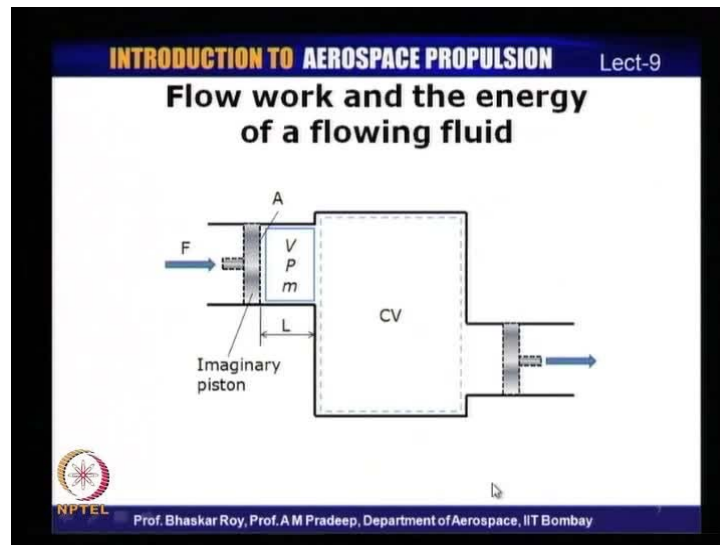 INTRODUCTION TO AEROSPACE PROPULSION
Lect-9
Flow work and the energy
of a flowing fluid
A
F
V
P
m
CV
L
Imaginary
piston
NPTEL
Prof. Bhaskar Roy, Prof. A M Pradeep, Department of Aerospace, IIT Bombay